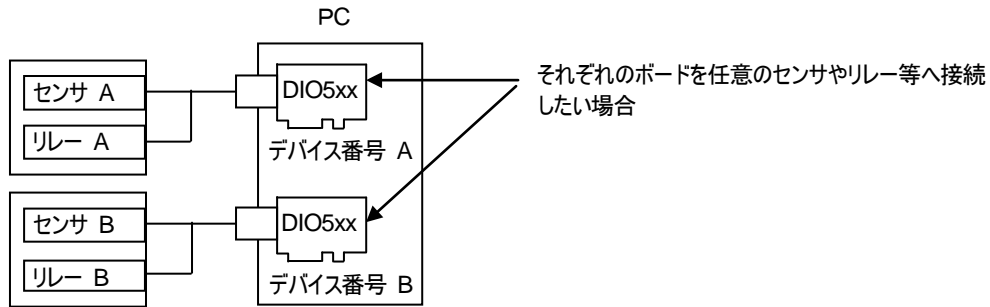 PC
センサ A
リレー A
DIO5xx
デバイス番号 A
それぞれのボードを任意のセンサやリレー等へ接続
したい場合
センサ B
リレー B
DIO5xx
デバイス番号 B